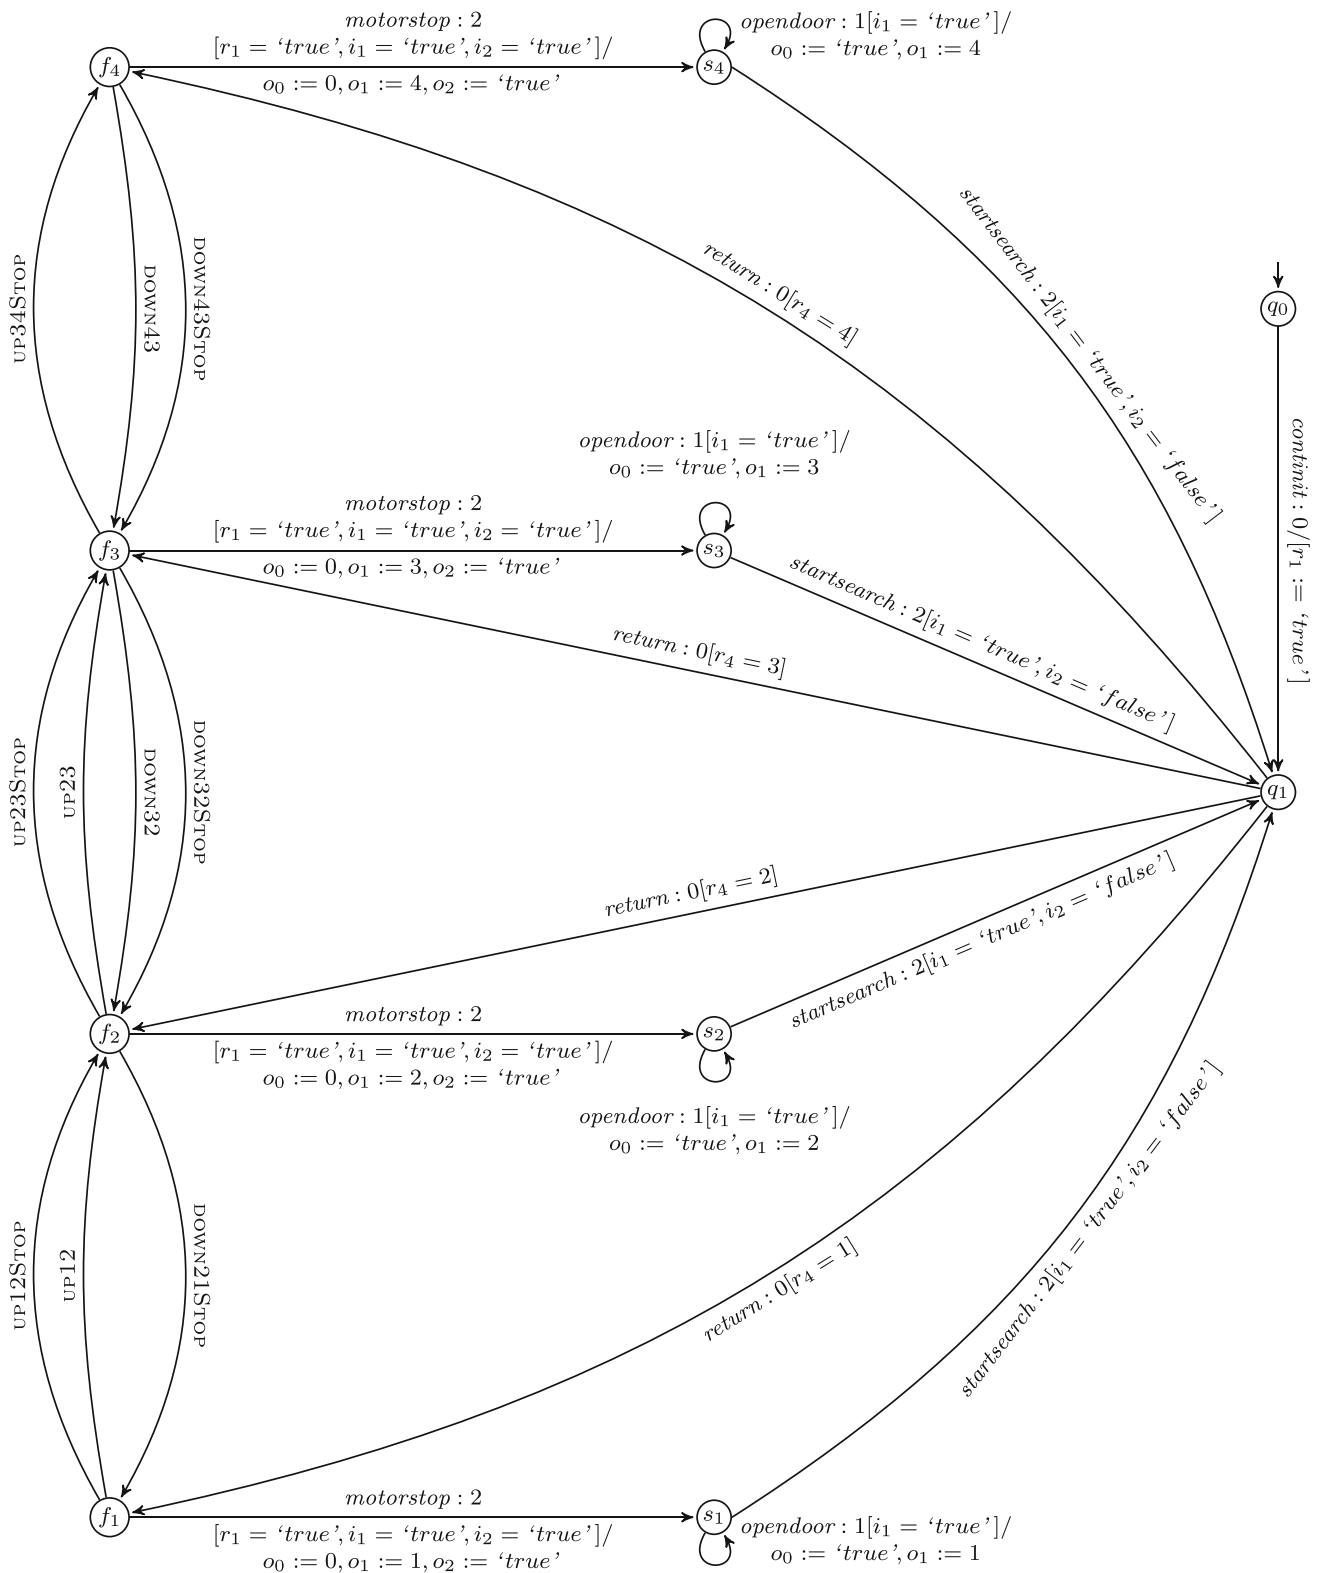 motorstop : 2
[r₁ = ‘true’, i₁ = ‘true’, i₂ = ‘true’]/
o₀ := 0, o₁ := 4, o₂ := ‘true’
f₄
s₄
opendoor : 1[i₁ = ‘true’]/
o₀ := ‘true’, o₁ := 4
startsearch : 2[i₁ = ‘true’, i₂ = ‘false’]
return : 0[r₄ = 4]
UP34STOP
DOWN43
DOWN43STOP
q₀
continit : 0/[r₁ := ‘true’]
opendoor : 1[i₁ = ‘true’]/
o₀ := ‘true’, o₁ := 3
motorstop : 2
[r₁ = ‘true’, i₁ = ‘true’, i₂ = ‘true’]/
o₀ := 0, o₁ := 3, o₂ := ‘true’
f₃
s₃
startsearch : 2[i₁ = ‘true’, i₂ = ‘false’]
return : 0[r₄ = 3]
UP23STOP
UP23
DOWN32
DOWN32STOP
q₁
return : 0[r₄ = 2]
startsearch : 2[i₁ = ‘true’, i₂ = ‘false’]
f₂
s₂
motorstop : 2
[r₁ = ‘true’, i₁ = ‘true’, i₂ = ‘true’]/
o₀ := 0, o₁ := 2, o₂ := ‘true’
opendoor : 1[i₁ = ‘true’]/
o₀ := ‘true’, o₁ := 2
UP12STOP
UP12
DOWN21STOP
return : 0[r₄ = 1]
startsearch : 2[i₁ = ‘true’, i₂ = ‘false’]
f₁
s₁
motorstop : 2
[r₁ = ‘true’, i₁ = ‘true’, i₂ = ‘true’]/
o₀ := 0, o₁ := 1, o₂ := ‘true’
opendoor : 1[i₁ = ‘true’]/
o₀ := ‘true’, o₁ := 1